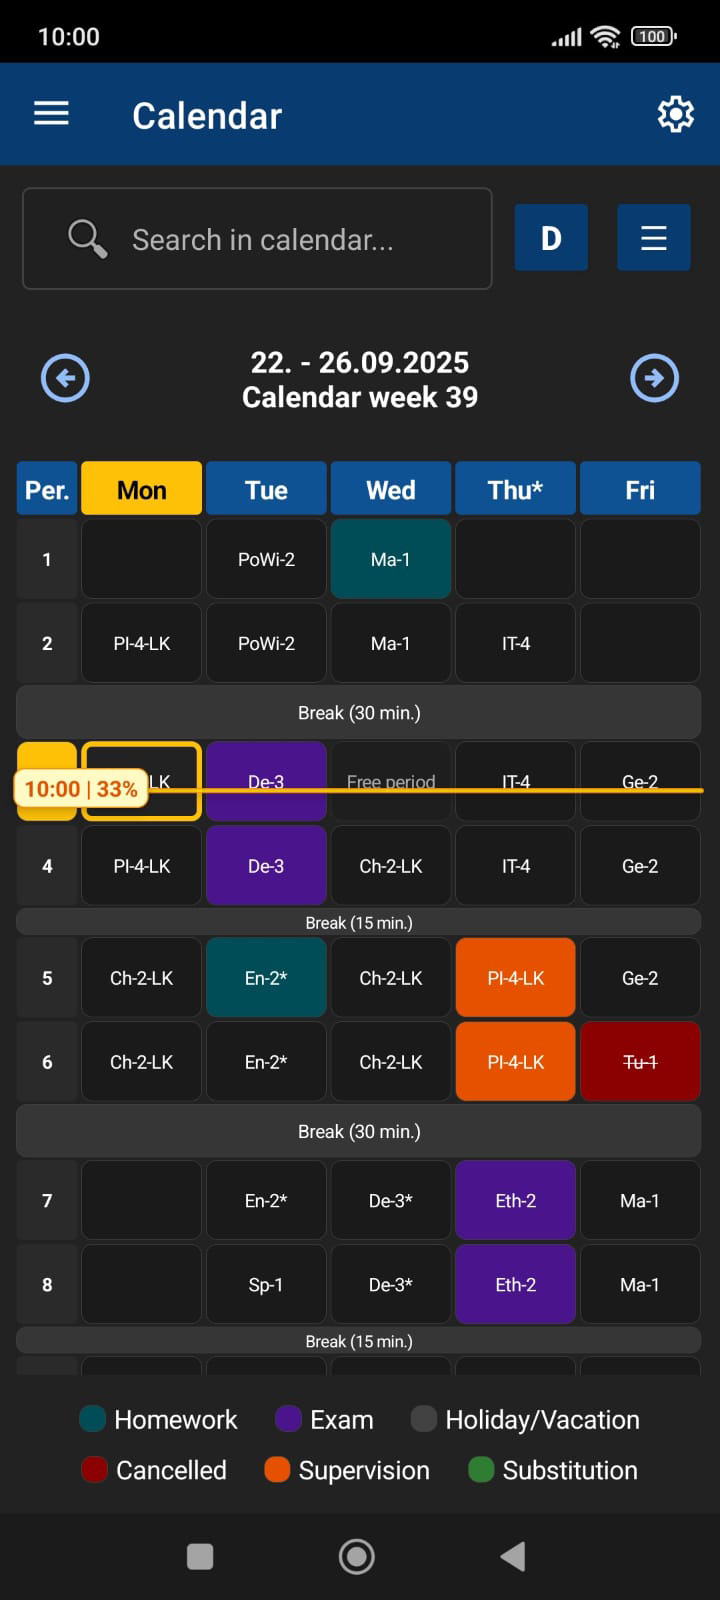 10:00
100
Calendar
Search in calendar...
D
22. - 26.09.2025
Calendar week 39
Per. Mon Tue Wed Thu* Fri
1 PoWi-2 Ma-1
2 PI-4-LK PoWi-2 Ma-1 IT-4
Break (30 min.)
10:00 | 33% LK De-3 Free period IT-4 Ge-2
4 PI-4-LK De-3 Ch-2-LK IT-4 Ge-2
Break (15 min.)
5 Ch-2-LK En-2* Ch-2-LK PI-4-LK Ge-2
6 Ch-2-LK En-2* Ch-2-LK PI-4-LK Tu-1
Break (30 min.)
7 En-2* De-3* Eth-2 Ma-1
8 Sp-1 De-3* Eth-2 Ma-1
Break (15 min.)
Homework Exam Holiday/Vacation
Cancelled Supervision Substitution